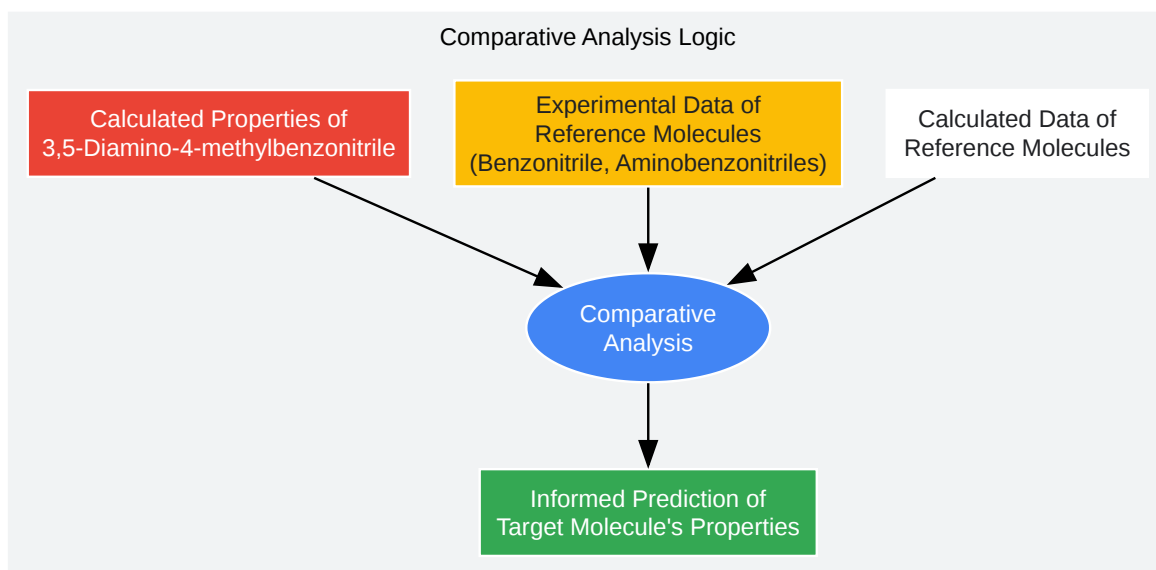 Comparative Analysis Logic
Calculated Properties of
3,5-Diamino-4-methylbenzonitrile
Experimental Data of
Reference Molecules
(Benzonitrile, Aminobenzonitriles)
Calculated Data of
Reference Molecules
Comparative
Analysis
Informed Prediction of
Target Molecule's Properties